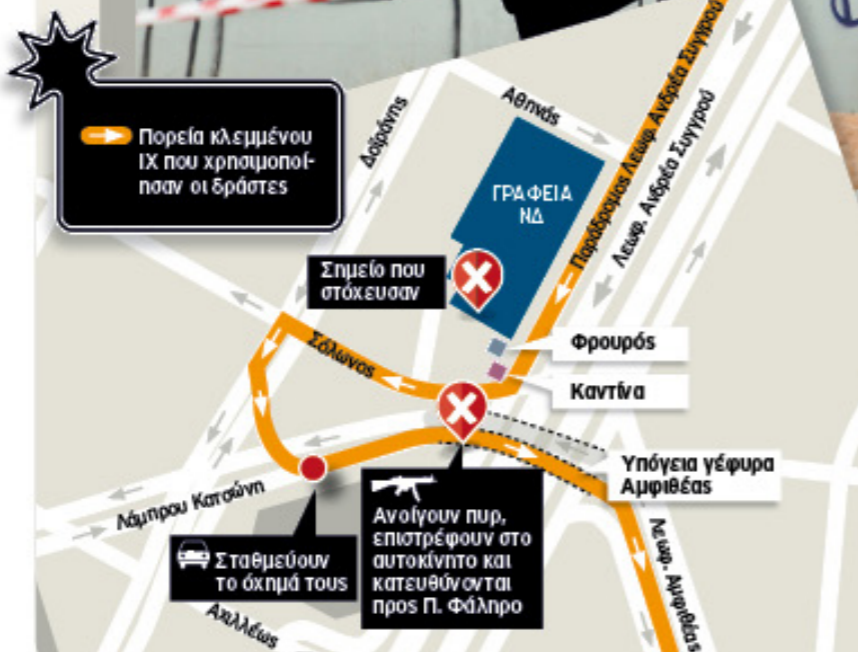 Πορεία κλεμμένου
ΙΧ που χρησιμοποί-
ησαν οι δράστες
Δοϊράνης
Αθηνάς
Παράδρομος Λεωφ. Ανδρέα Συγγρού
Λεωφ. Ανδρέα Συγγρού
ΓΡΑΦΕΙΑ
ΝΔ
Σημείο που
στόχευσαν
Φρουρός
Σόλωνος
Καντίνα
Υπόγεια γέφυρα
Αμφιθέας
Λάμπρου Κατσώνη
Ανοίγουν πυρ,
επιστρέφουν στο
αυτοκίνητο και
κατευθύνονται
προς Π. Φάληρο
Σταθμεύουν
το όχημά τους
Λεωφ. Αμφιθέας
Αχιλλέως